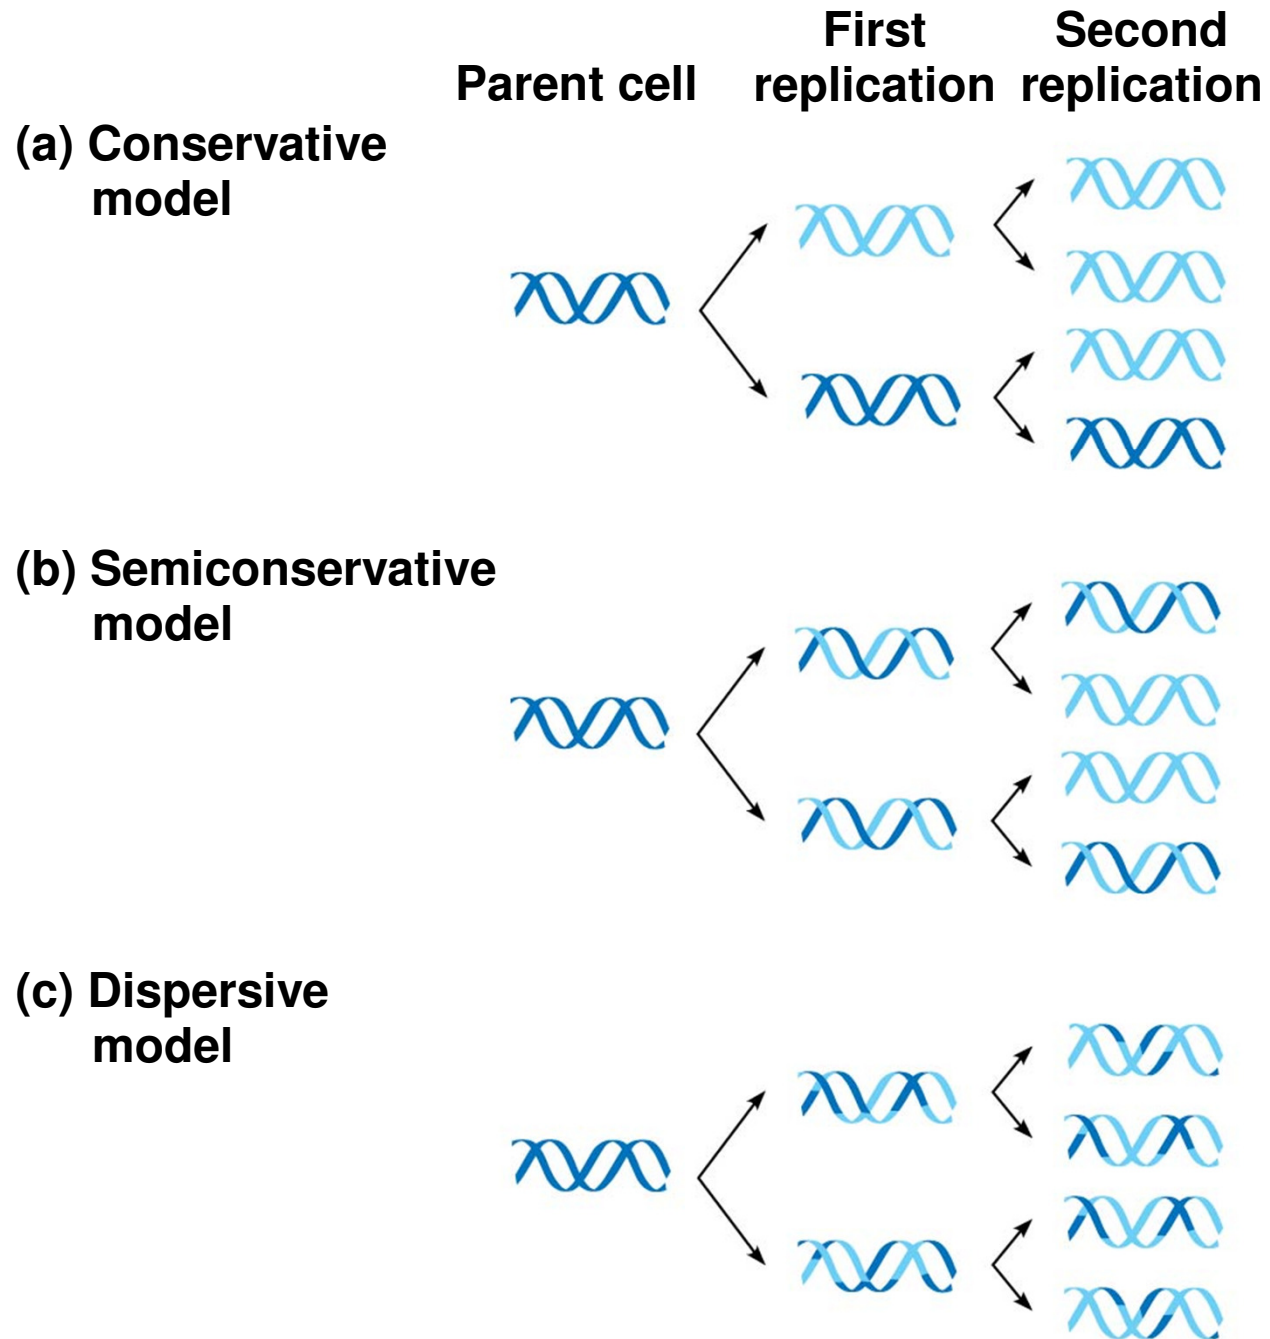 First
Second
Parent cell
replication
replication
(a) Conservative
model
(b) Semiconservative
model
(c) Dispersive
model